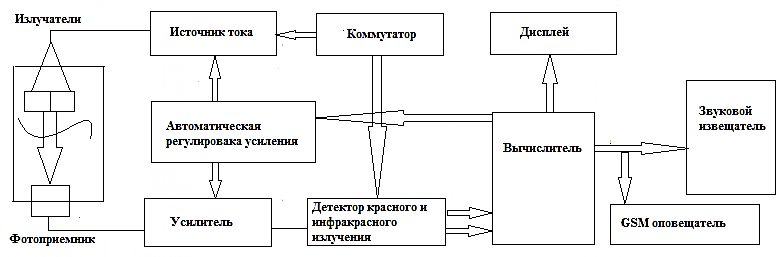 Излучатели
Источник тока
Коммутатор
Дисплей
Автоматическая
регулировака усиления
Вычислитель
Звуковой
извещатель
Фотоприемник
Усилитель
Детектор красного и
инфракрасного
излучения
GSM оповещатель